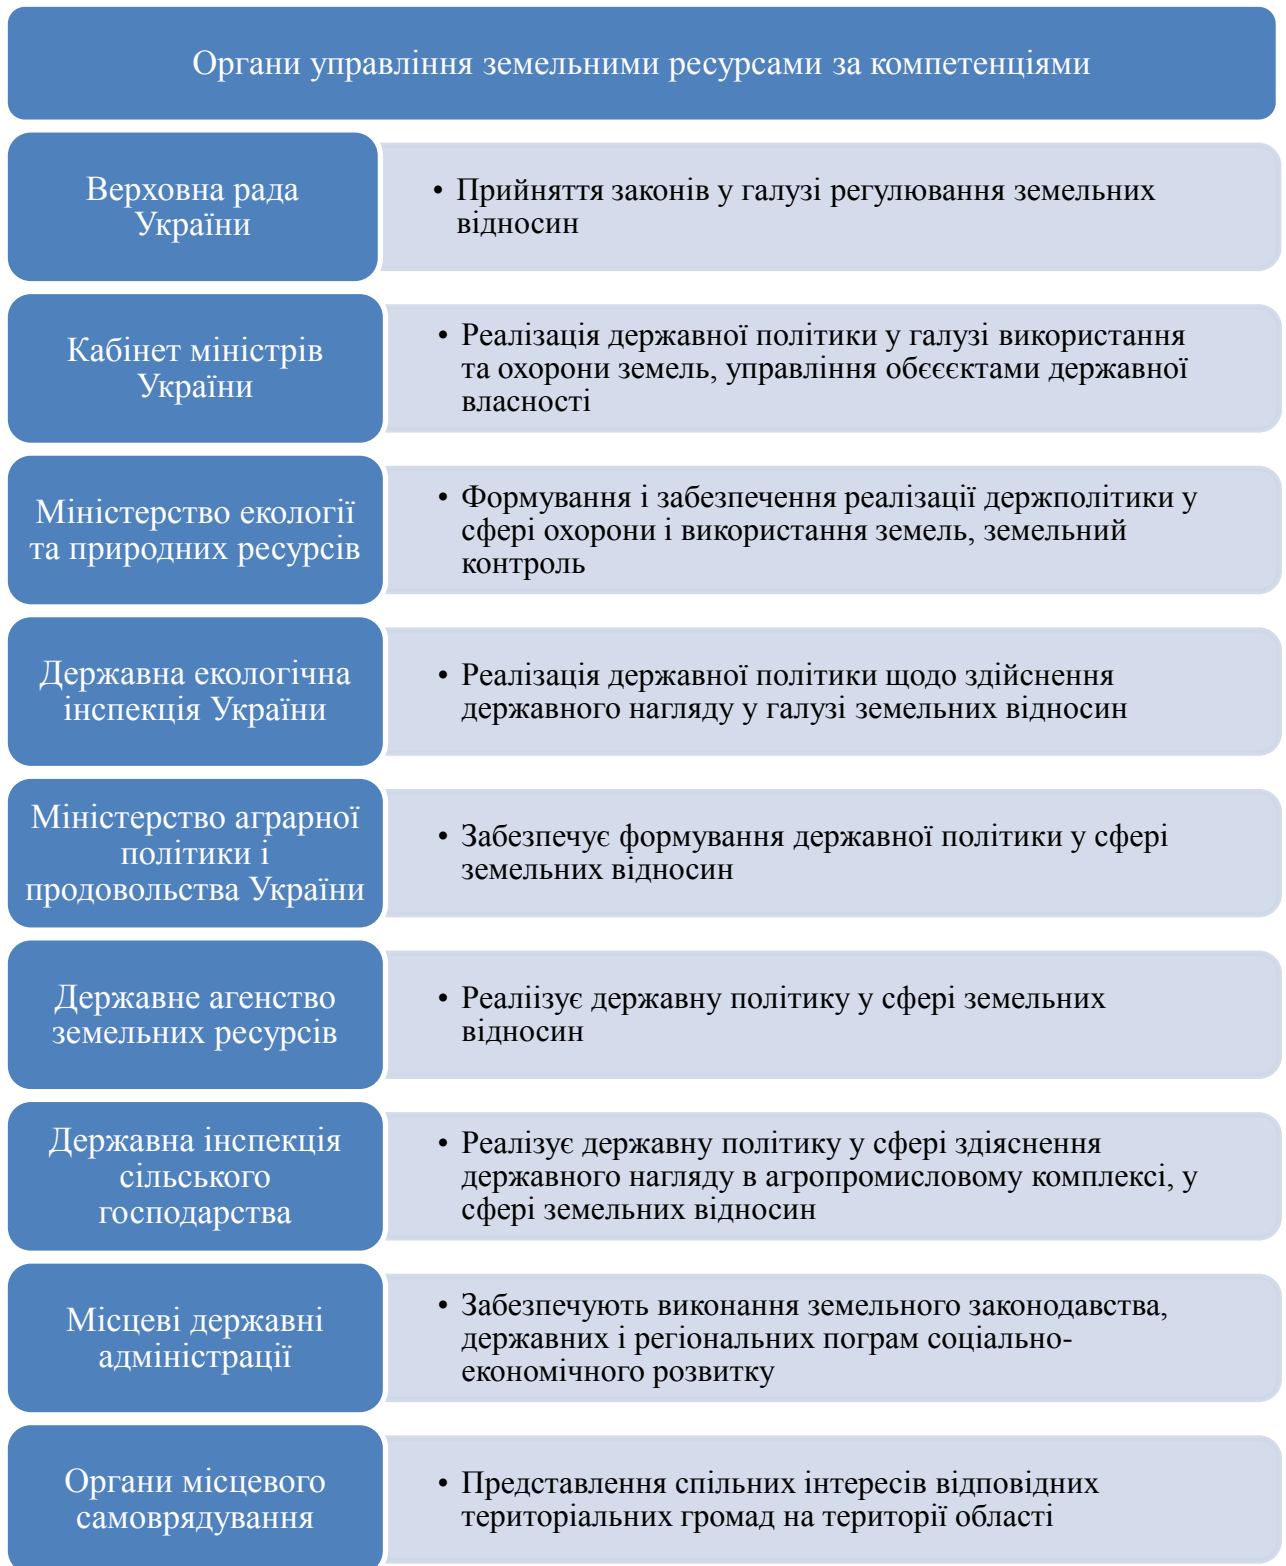 Органи управління земельними ресурсами за компетенціями
Верховна рада
України
• Прийняття законів у галузі регулювання земельних
відносин
Кабінет міністрів
України
• Реалізація державної політики у галузі використання
та охорони земель, управління обєєєктами державної
власності
Міністерство екології
та природних ресурсів
• Формування і забезпечення реалізації держполітики у
сфері охорони і використання земель, земельний
контроль
Державна екологічна
інспекція України
• Реалізація державної політики щодо здійснення
державного нагляду у галузі земельних відносин
Міністерство аграрної
політики і
продовольства України
• Забезпечує формування державної політики у сфері
земельних відносин
Державне агенство
земельних ресурсів
• Реаліізує державну політику у сфері земельних
відносин
Державна інспекція
сільського
господарства
• Реалізує державну політику у сфері здіяснення
державного нагляду в агропромисловому комплексі, у
сфері земельних відносин
Місцеві державні
адміністрації
• Забезпечують виконання земельного законодавства,
державних і регіональних пограм соціально-
економічного розвитку
Органи місцевого
самоврядування
• Представлення спільних інтересів відповідних
територіальних громад на території області